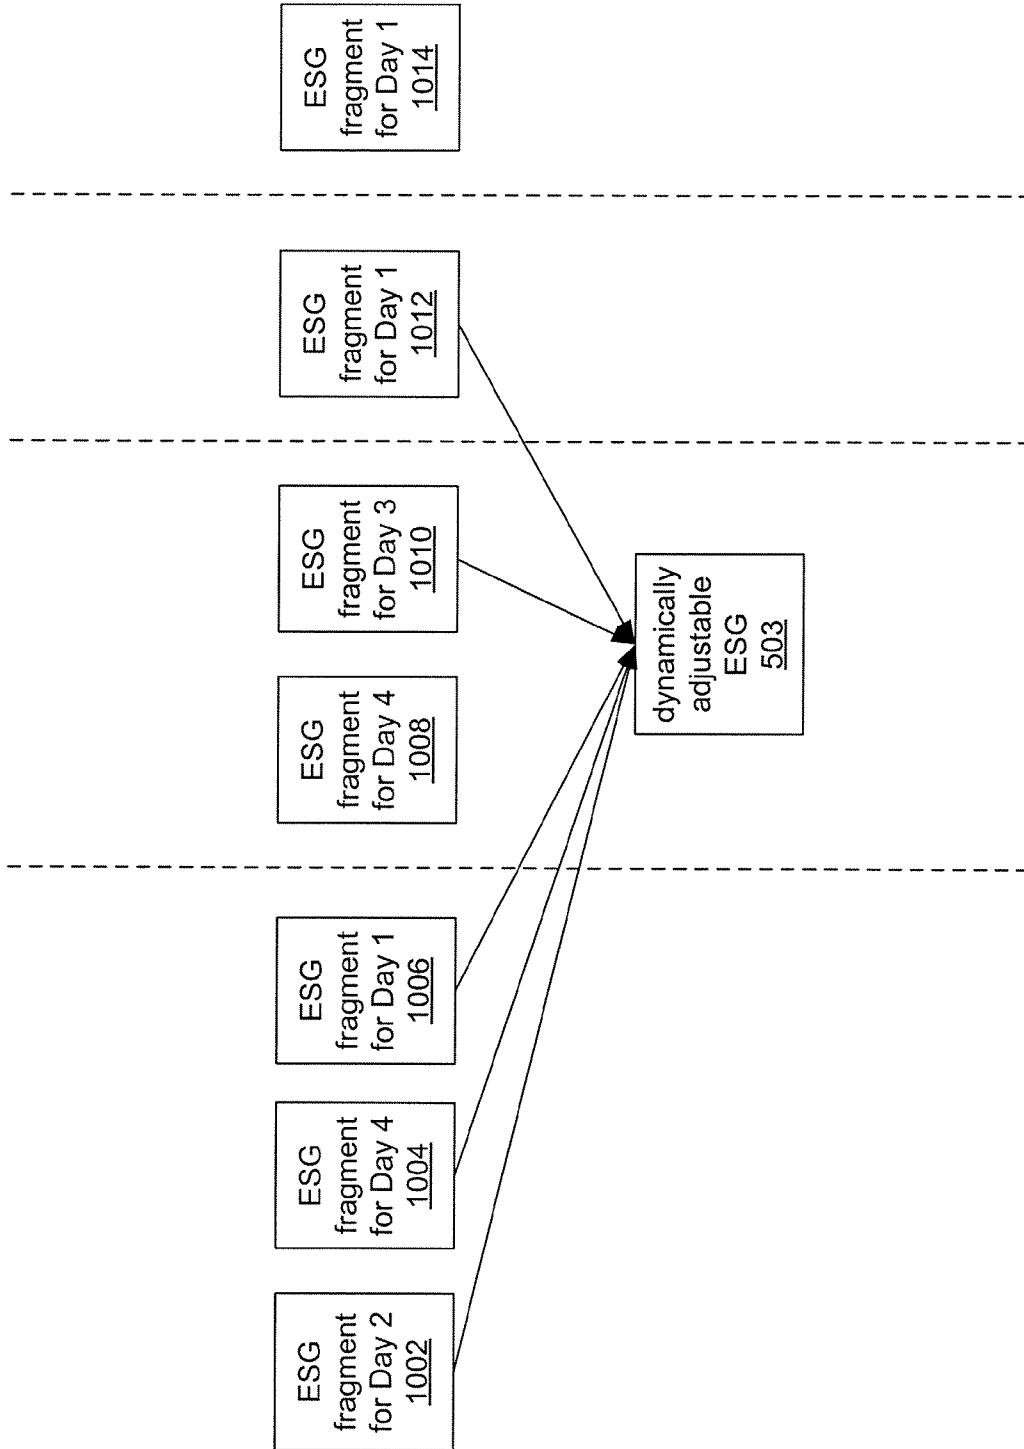 ESG
fragment
for Day 2
1002
ESG
fragment
for Day 4
1004
ESG
fragment
for Day 1
1006
ESG
fragment
for Day 4
1008
ESG
fragment
for Day 3
1010
ESG
fragment
for Day 1
1012
ESG
fragment
for Day 1
1014
dynamically
adjustable
ESG
503